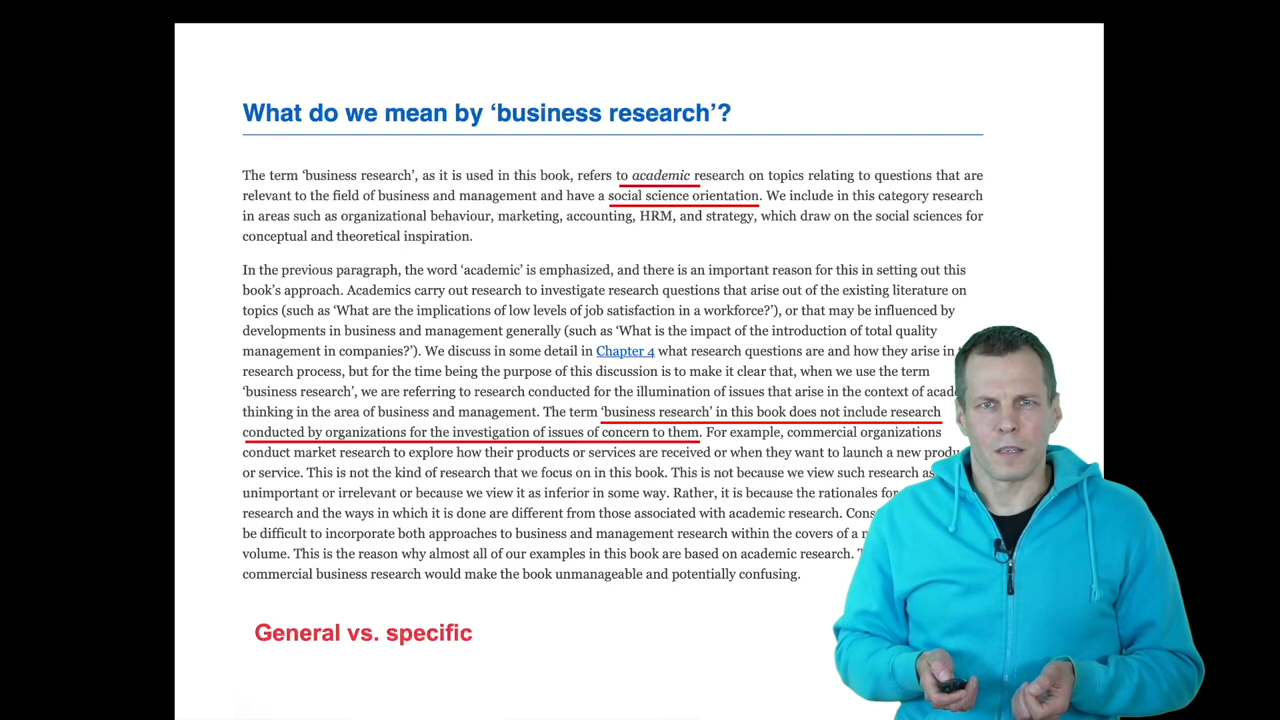 What do we mean by ‘business research’?
The term ‘business research’, as it is used in this book, refers to academic research on topics relating to questions that are
relevant to the field of business and management and have a social science orientation. We include in this category research
in areas such as organizational behaviour, marketing, accounting, HRM, and strategy, which draw on the social sciences for
conceptual and theoretical inspiration.
In the previous paragraph, the word ‘academic’ is emphasized, and there is an important reason for this in setting out this
book’s approach. Academics carry out research to investigate research questions that arise out of the existing literature on
topics (such as ‘What are the implications of low levels of job satisfaction in a workforce?’), or that may be influenced by
developments in business and management generally (such as ‘What is the impact of the introduction of total quality
management in companies?’). We discuss in some detail in Chapter 4 what research questions are and how they arise in
research process, but for the time being the purpose of this discussion is to make it clear that, when we use the term
‘business research’, we are referring to research conducted for the illumination of issues that arise in the context of
thinking in the area of business and management. The term ‘business research’ in this book does not include research
conducted by organizations for the investigation of issues of concern to them. For example, commercial organizations
conduct market research to explore how their products or services are received or when they want to launch a new
or service. This is not the kind of research that we focus on in this book. This is not because we view such research as
unimportant or irrelevant or because we view it as inferior in some way. Rather, it is because the rationales for
research and the ways in which it is done are different from those associated with academic research.
be difficult to incorporate both approaches to business and management research within the covers of a
volume. This is the reason why almost all of our examples in this book are based on academic research.
commercial business research would make the book unmanageable and potentially confusing.
General vs. specific